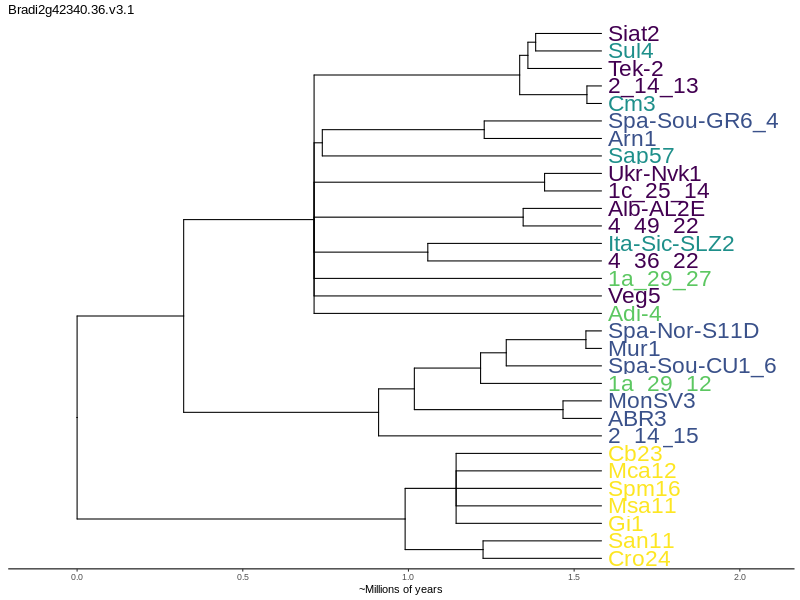 Bradi2g42340.36.v3.1
Siat2
Sul4
Tek-2
2_14_13
Cm3
Spa-Sou-GR6_4
Arn1
Sap57
Ukr-Nvk1
1c_25_14
Alb-AL2E
4_49_22
Ita-Sic-SLZ2
4_36_22
1a_29_27
Veg5
Adi-4
Spa-Nor-S11D
Mur1
Spa-Sou-CU1_6
1a_29_12
MonSV3
ABR3
2_14_15
Cb23
Mca12
Spm16
Msa11
Gi1
San11
Cro24
0.0 0.5 1.0 1.5 2.0
~Millions of years